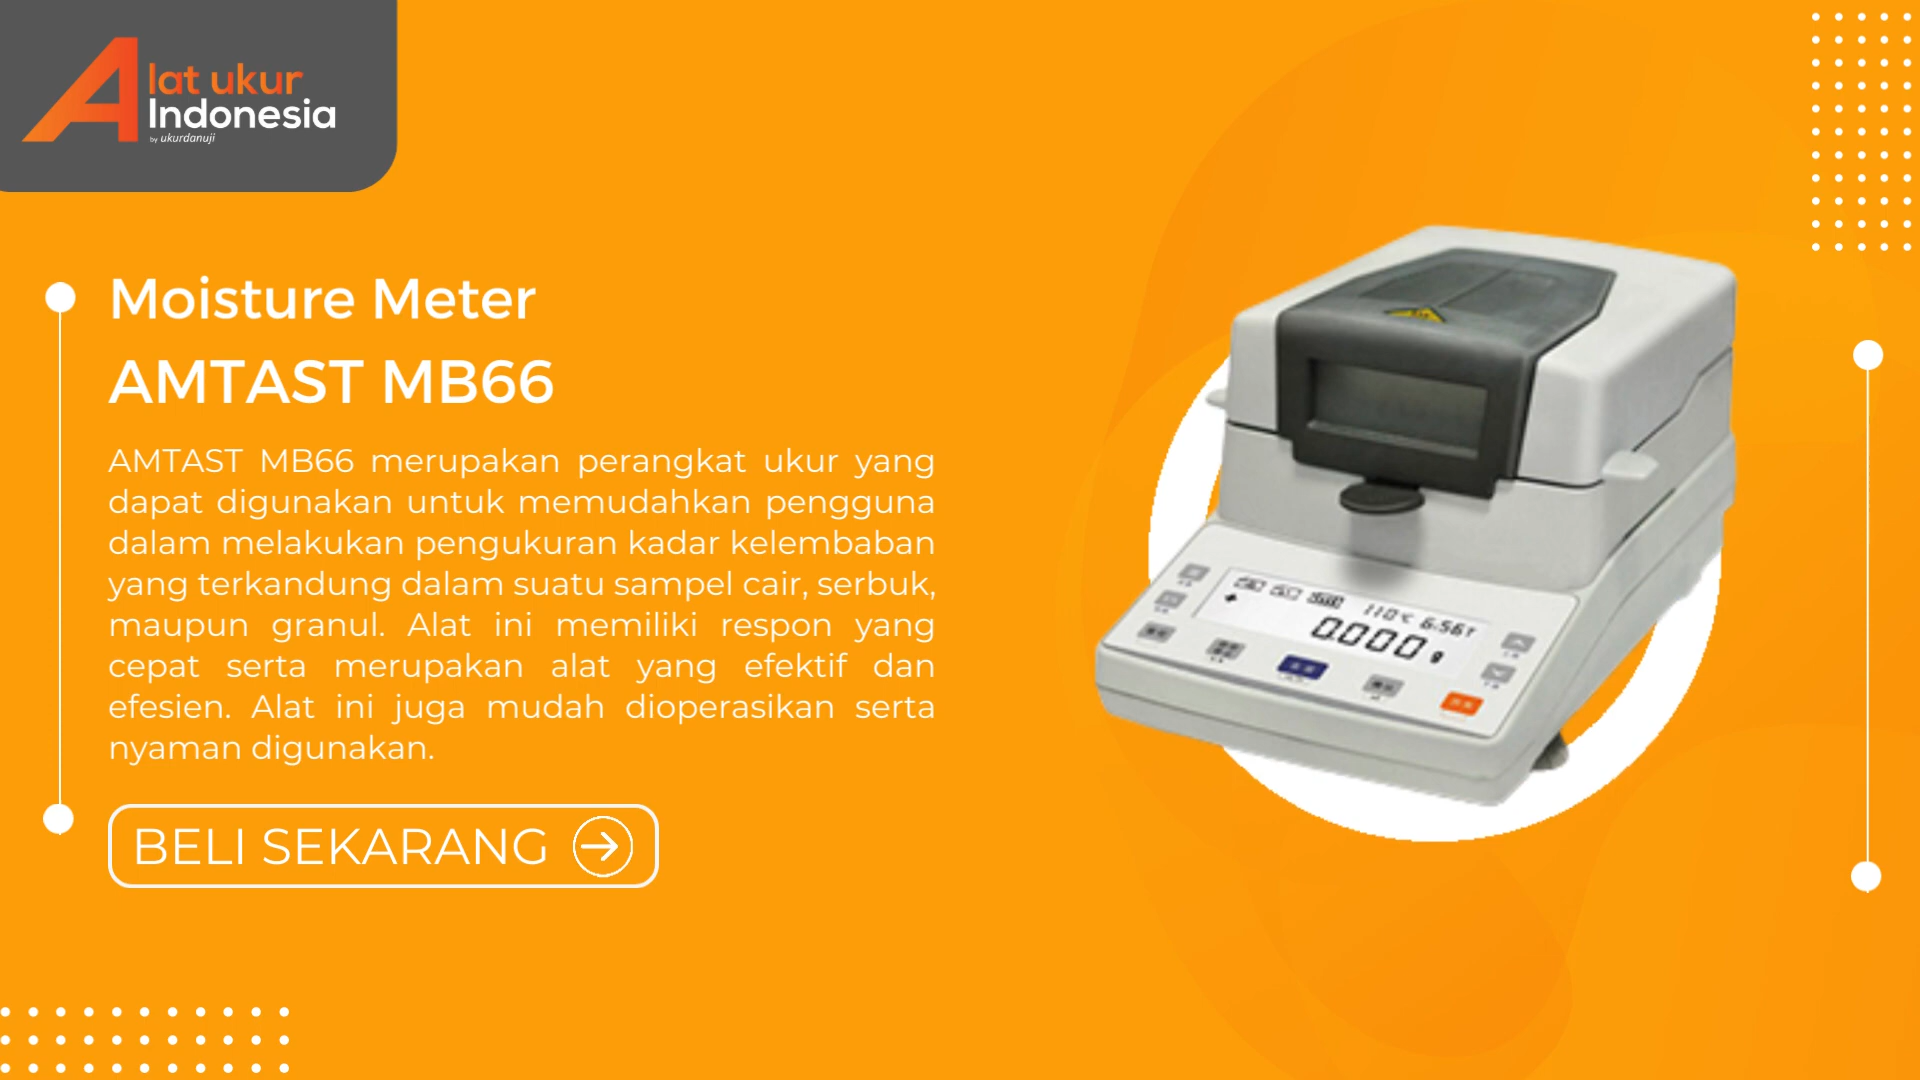 Alat ukur
Indonesia
by ukurdanuji
Moisture Meter
AMTAST MB66
AMTAST MB66 merupakan perangkat ukur yang
dapat digunakan untuk memudahkan pengguna
dalam melakukan pengukuran kadar kelembaban
yang terkandung dalam suatu sampel cair, serbuk,
maupun granul. Alat ini memiliki respon yang
cepat serta merupakan alat yang efektif dan
efesien. Alat ini juga mudah dioperasikan serta
nyaman digunakan.
BELI SEKARANG
110°C
0.000 g